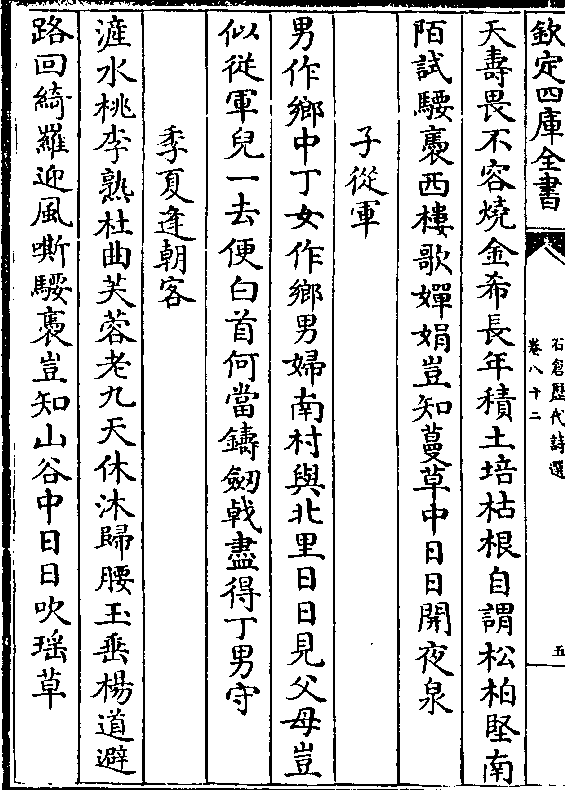 欽定四庫全書
石倉歷代詩選
卷八十二
五
天壽畏不容燒金希長年積土培枯根自謂松柏堅南
陌試騕褭西樓歌嬋娟豈知蔓草中日日開夜泉
子從軍
男作鄉中丁女作鄉男婦南村與北里日日見父母豈
似從軍兒一去便白首何當鑄劒戟盡得丁男守
季夏逢朝客
滻水桃李熟杜曲芙蓉老九天休沐歸腰玉垂楊道避
路回綺羅迎風嘶騕褭豈知山谷中日日吹瑶草